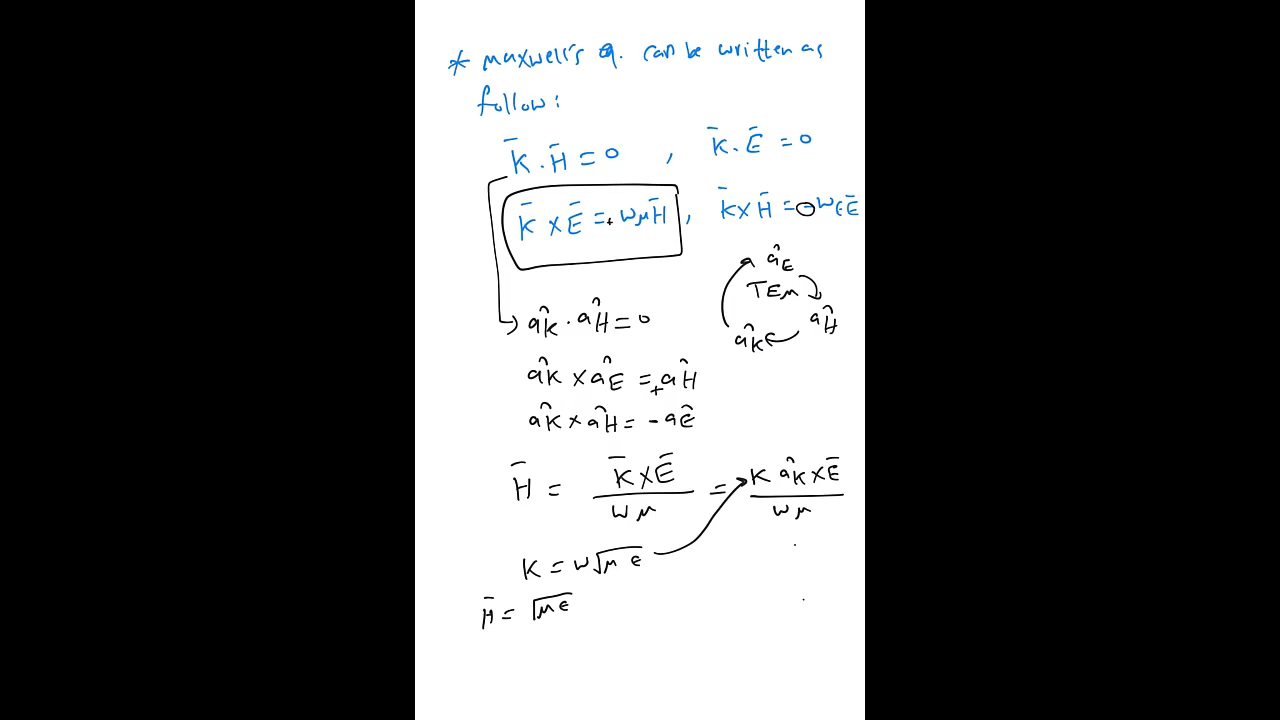 * Maxwell's eq. can be written as
follow:
K̄ . H̄ = 0 , K̄ . Ē = 0
K̄ × Ē = + ωμH̄ , K̄ × H̄ = - ωϵĒ
âK . âH = 0
âE
TEM
âH
âK
âK × âE = + âH
âK × âH = - âE
H̄ = K̄ × Ē / ωμ = K âK × Ē / ωμ
K = ω√μϵ
H̄ = √μϵ